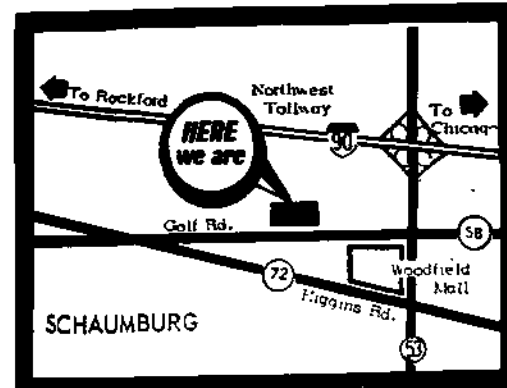 To Rockford
Northwest
Tollway
To
Chicago
HERE
we are
90
Golf Rd.
58
72
Woodfield
Mall
Higgins Rd.
SCHAUMBURG
53